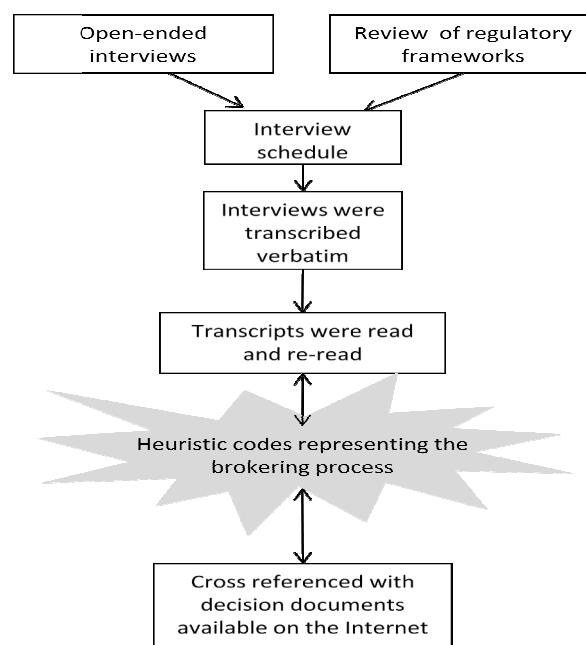 Open-ended
interviews
Review of regulatory
frameworks
Interview
schedule
Interviews were
transcribed
verbatim
Transcripts were read
and re-read
Heuristic codes representing the
brokering process
Cross referenced with
decision documents
available on the Internet